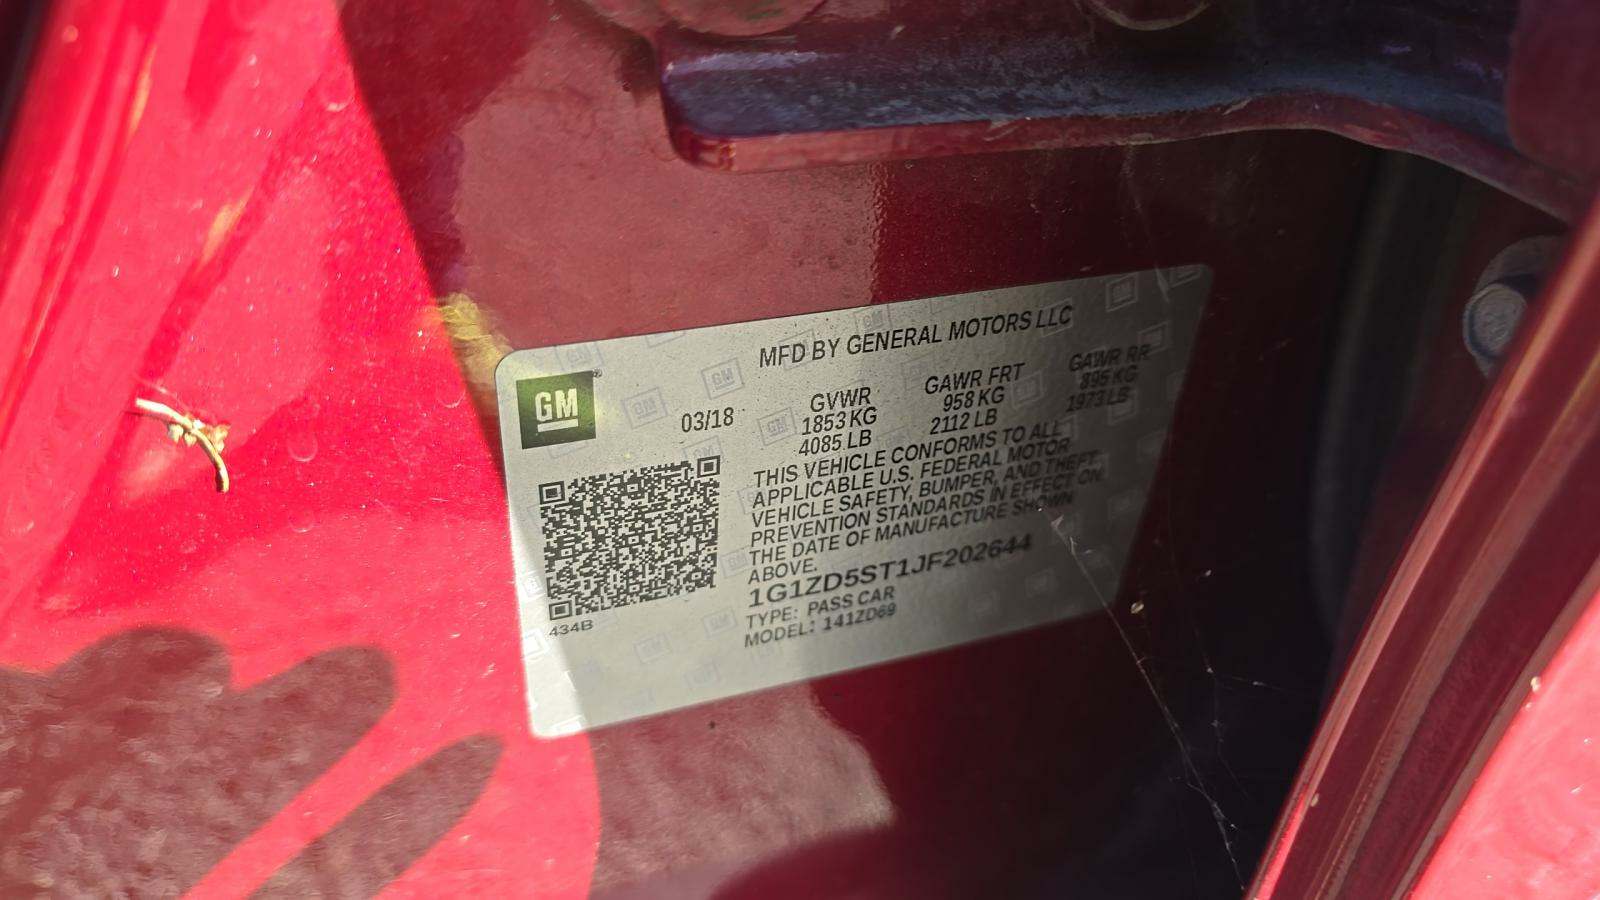 MFD BY GENERAL MOTORS LLC
GM
03/18
GVWR GAWR FRT GAWR RR
1853 KG 958 KG 895 KG
4085 LB 2112 LB 1973 LB
THIS VEHICLE CONFORMS TO ALL
APPLICABLE U.S. FEDERAL MOTOR
VEHICLE SAFETY, BUMPER, AND THEFT
PREVENTION STANDARDS IN EFFECT ON
THE DATE OF MANUFACTURE SHOWN
ABOVE.
1G1ZD5ST1JF202644
TYPE: PASS CAR
MODEL: 141ZD69
434B